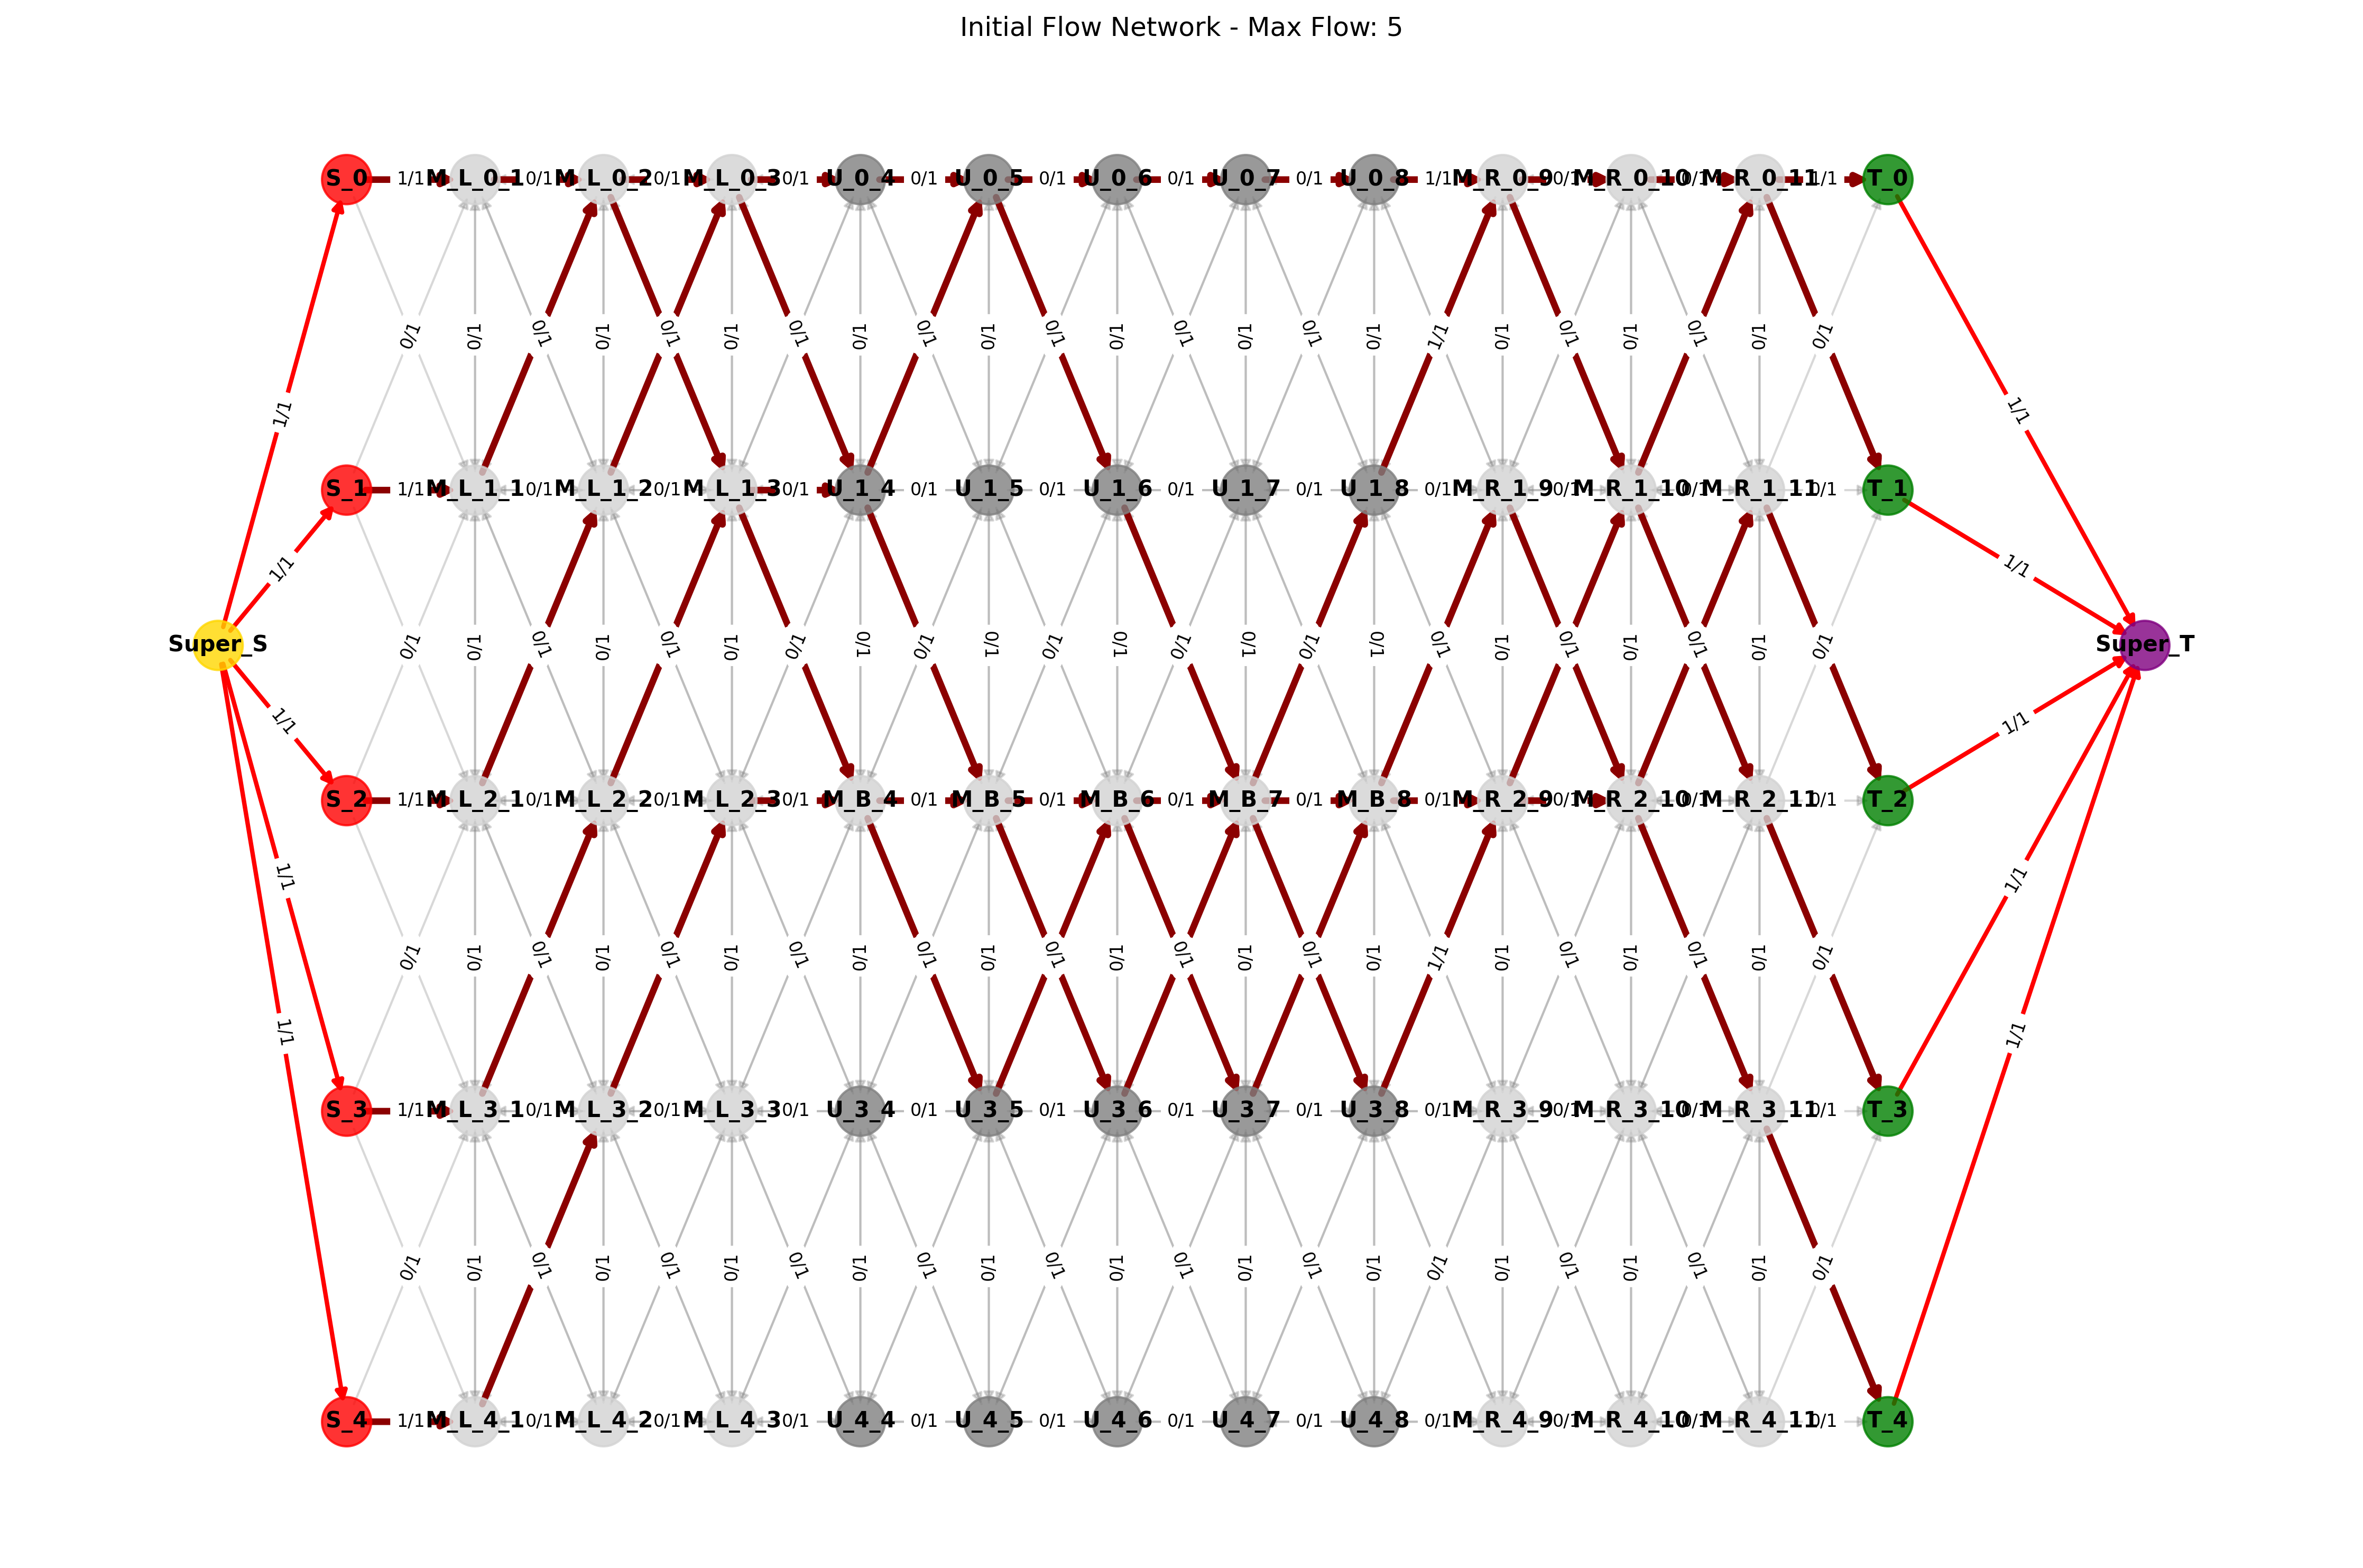 Initial Flow Network - Max Flow: 5
S_0 1/1 M_L_0_1 0/1 M_L_0_2 0/1 M_L_0_3 0/1 U_0_4 0/1 U_0_5 0/1 U_0_6 0/1 U_0_7 0/1 U_0_8 1/1 M_R_0_9 0/1 M_R_0_10 0/1 M_R_0_11 1/1 T_0
0/1 0/1 0/1 0/1 0/1 0/1 0/1 0/1 0/1 0/1 0/1 0/1 0/1 0/1 0/1 0/1 1/1 0/1 0/1 0/1 0/1 0/1 0/1
1/1 1/1
S_1 1/1 M_L_1_1 0/1 M_L_1_2 0/1 M_L_1_3 0/1 U_1_4 0/1 U_1_5 0/1 U_1_6 0/1 U_1_7 0/1 U_1_8 0/1 M_R_1_9 0/1 M_R_1_10 0/1 M_R_1_11 0/1 T_1
1/1 1/1
Super_S 0/1 0/1 0/1 0/1 0/1 0/1 0/1 0/1 0/1 0/1 0/1 0/1 0/1 0/1 0/1 0/1 0/1 0/1 0/1 0/1 0/1 0/1 0/1 Super_T
1/1 1/1
S_2 1/1 M_L_2_1 0/1 M_L_2_2 0/1 M_L_2_3 0/1 M_B_4 0/1 M_B_5 0/1 M_B_6 0/1 M_B_7 0/1 M_B_8 0/1 M_R_2_9 0/1 M_R_2_10 0/1 M_R_2_11 0/1 T_2
1/1 1/1
0/1 0/1 0/1 0/1 0/1 0/1 0/1 0/1 0/1 0/1 0/1 0/1 0/1 0/1 0/1 0/1 1/1 0/1 0/1 0/1 0/1 0/1 0/1
1/1 1/1
S_3 1/1 M_L_3_1 0/1 M_L_3_2 0/1 M_L_3_3 0/1 U_3_4 0/1 U_3_5 0/1 U_3_6 0/1 U_3_7 0/1 U_3_8 0/1 M_R_3_9 0/1 M_R_3_10 0/1 M_R_3_11 0/1 T_3
0/1 0/1 0/1 0/1 0/1 0/1 0/1 0/1 0/1 0/1 0/1 0/1 0/1 0/1 0/1 0/1 0/1 0/1 0/1 0/1 0/1 0/1 0/1
S_4 1/1 M_L_4_1 0/1 M_L_4_2 0/1 M_L_4_3 0/1 U_4_4 0/1 U_4_5 0/1 U_4_6 0/1 U_4_7 0/1 U_4_8 0/1 M_R_4_9 0/1 M_R_4_10 0/1 M_R_4_11 0/1 T_4